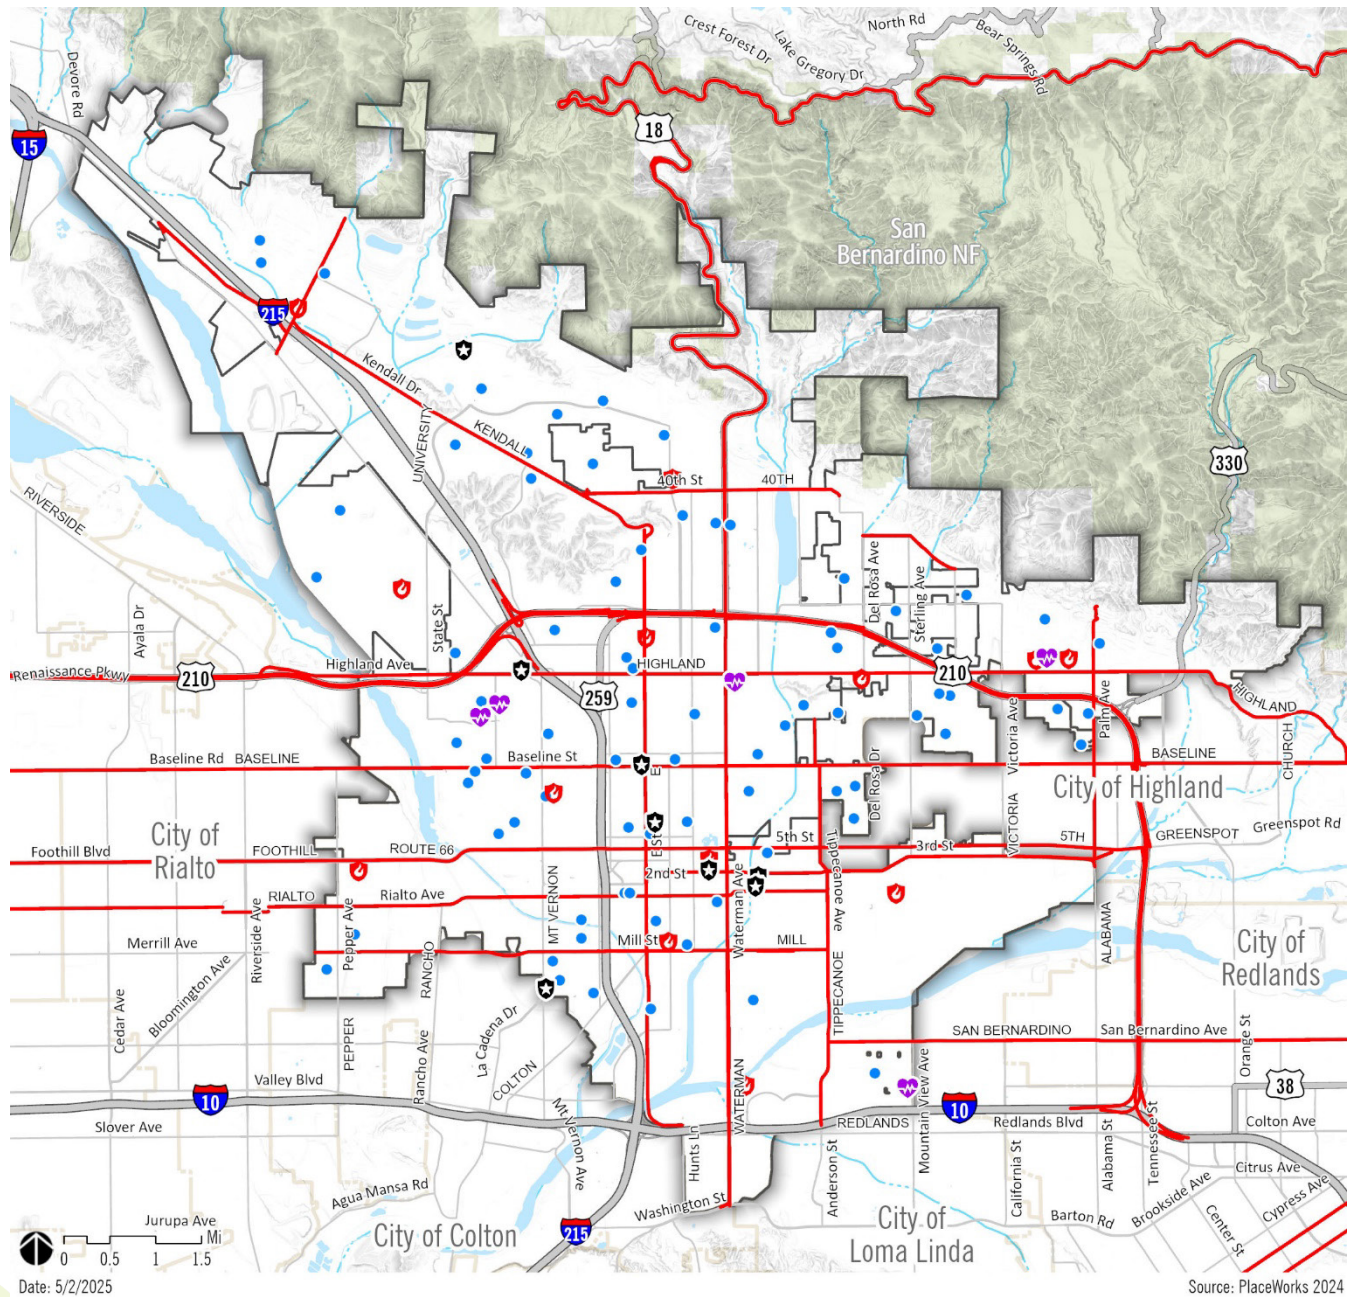 North Rd
Crest Forest Dr
Lake Gregory Dr
Bear Springs Rd
Devore Rd
15
18
San
Bernardino NF
215
Kendall Dr
KENDALL
UNIVERSITY
330
40th St
40TH
RIVERSIDE
Del Rosa Ave
Sterling Ave
Ayala Dr
State St
Highland Ave
HIGHLAND
Renaissance Pkwy
210
210
259
HIGHLAND
Palm Ave
Victoria Ave
CHURCH
Baseline Rd
BASELINE
Baseline St
E
BASELINE
Del Rosa Dr
City of Highland
City of
Rialto
VICTORIA
5th St
5TH
GREENSPOT
Greenspot Rd
Foothill Blvd
FOOTHILL
ROUTE 66
E St
3rd St
2nd St
Tippecanoe Ave
Waterman Ave
RIALTO
Rialto Ave
MT VERNON
Merrill Ave
Riverside Ave
Pepper Ave
RANCHO
Mill St
MILL
ALABAMA
City of
Redlands
Bloomington Ave
Cedar Ave
TIPPECANOE
La Cadena Dr
SAN BERNARDINO
San Bernardino Ave
PEPPER
Rancho Ave
COLTON
Orange St
Mountain View Ave
Valley Blvd
10
WATERMAN
10
38
Slover Ave
Mt Vernon Ave
REDLANDS
Redlands Blvd
Colton Ave
Hunts Ln
Anderson St
California St
Alabama St
Tennessee St
Citrus Ave
Brookside Ave
Cypress Ave
Agua Mansa Rd
Washington St
Barton Rd
Center St
Jurupa Ave
City of Colton
215
City of
Loma Linda
Mi
0 0.5 1 1.5
Date: 5/2/2025
Source: PlaceWorks 2024